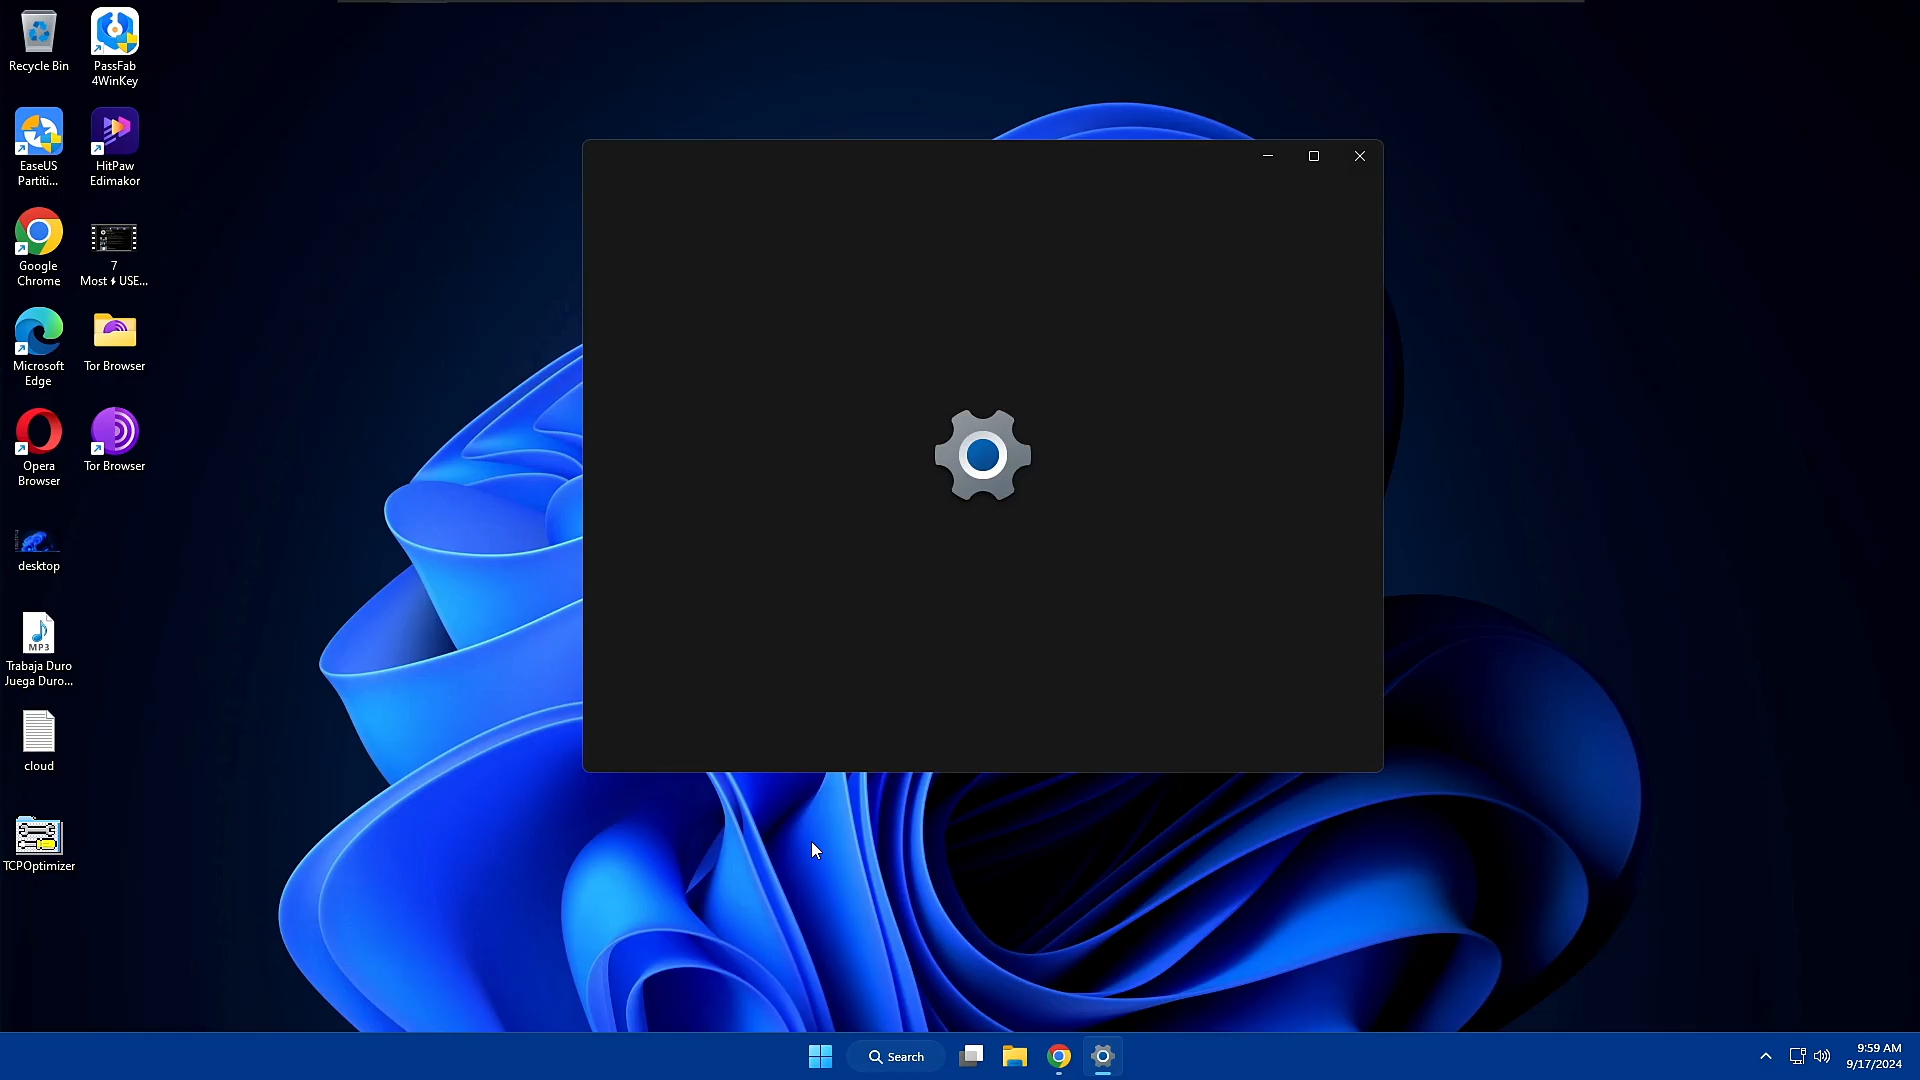 Recycle Bin
PassFab
4WinKey
EaseUS
Partiti...
HitPaw
Edimakor
Google
Chrome
7
Most⚡USE...
Microsoft
Edge
Tor Browser
Opera
Browser
Tor Browser
desktop
MP3
Trabaja Duro
Juega Duro...
cloud
TCPOptimizer
Search
9:59 AM
9/17/2024